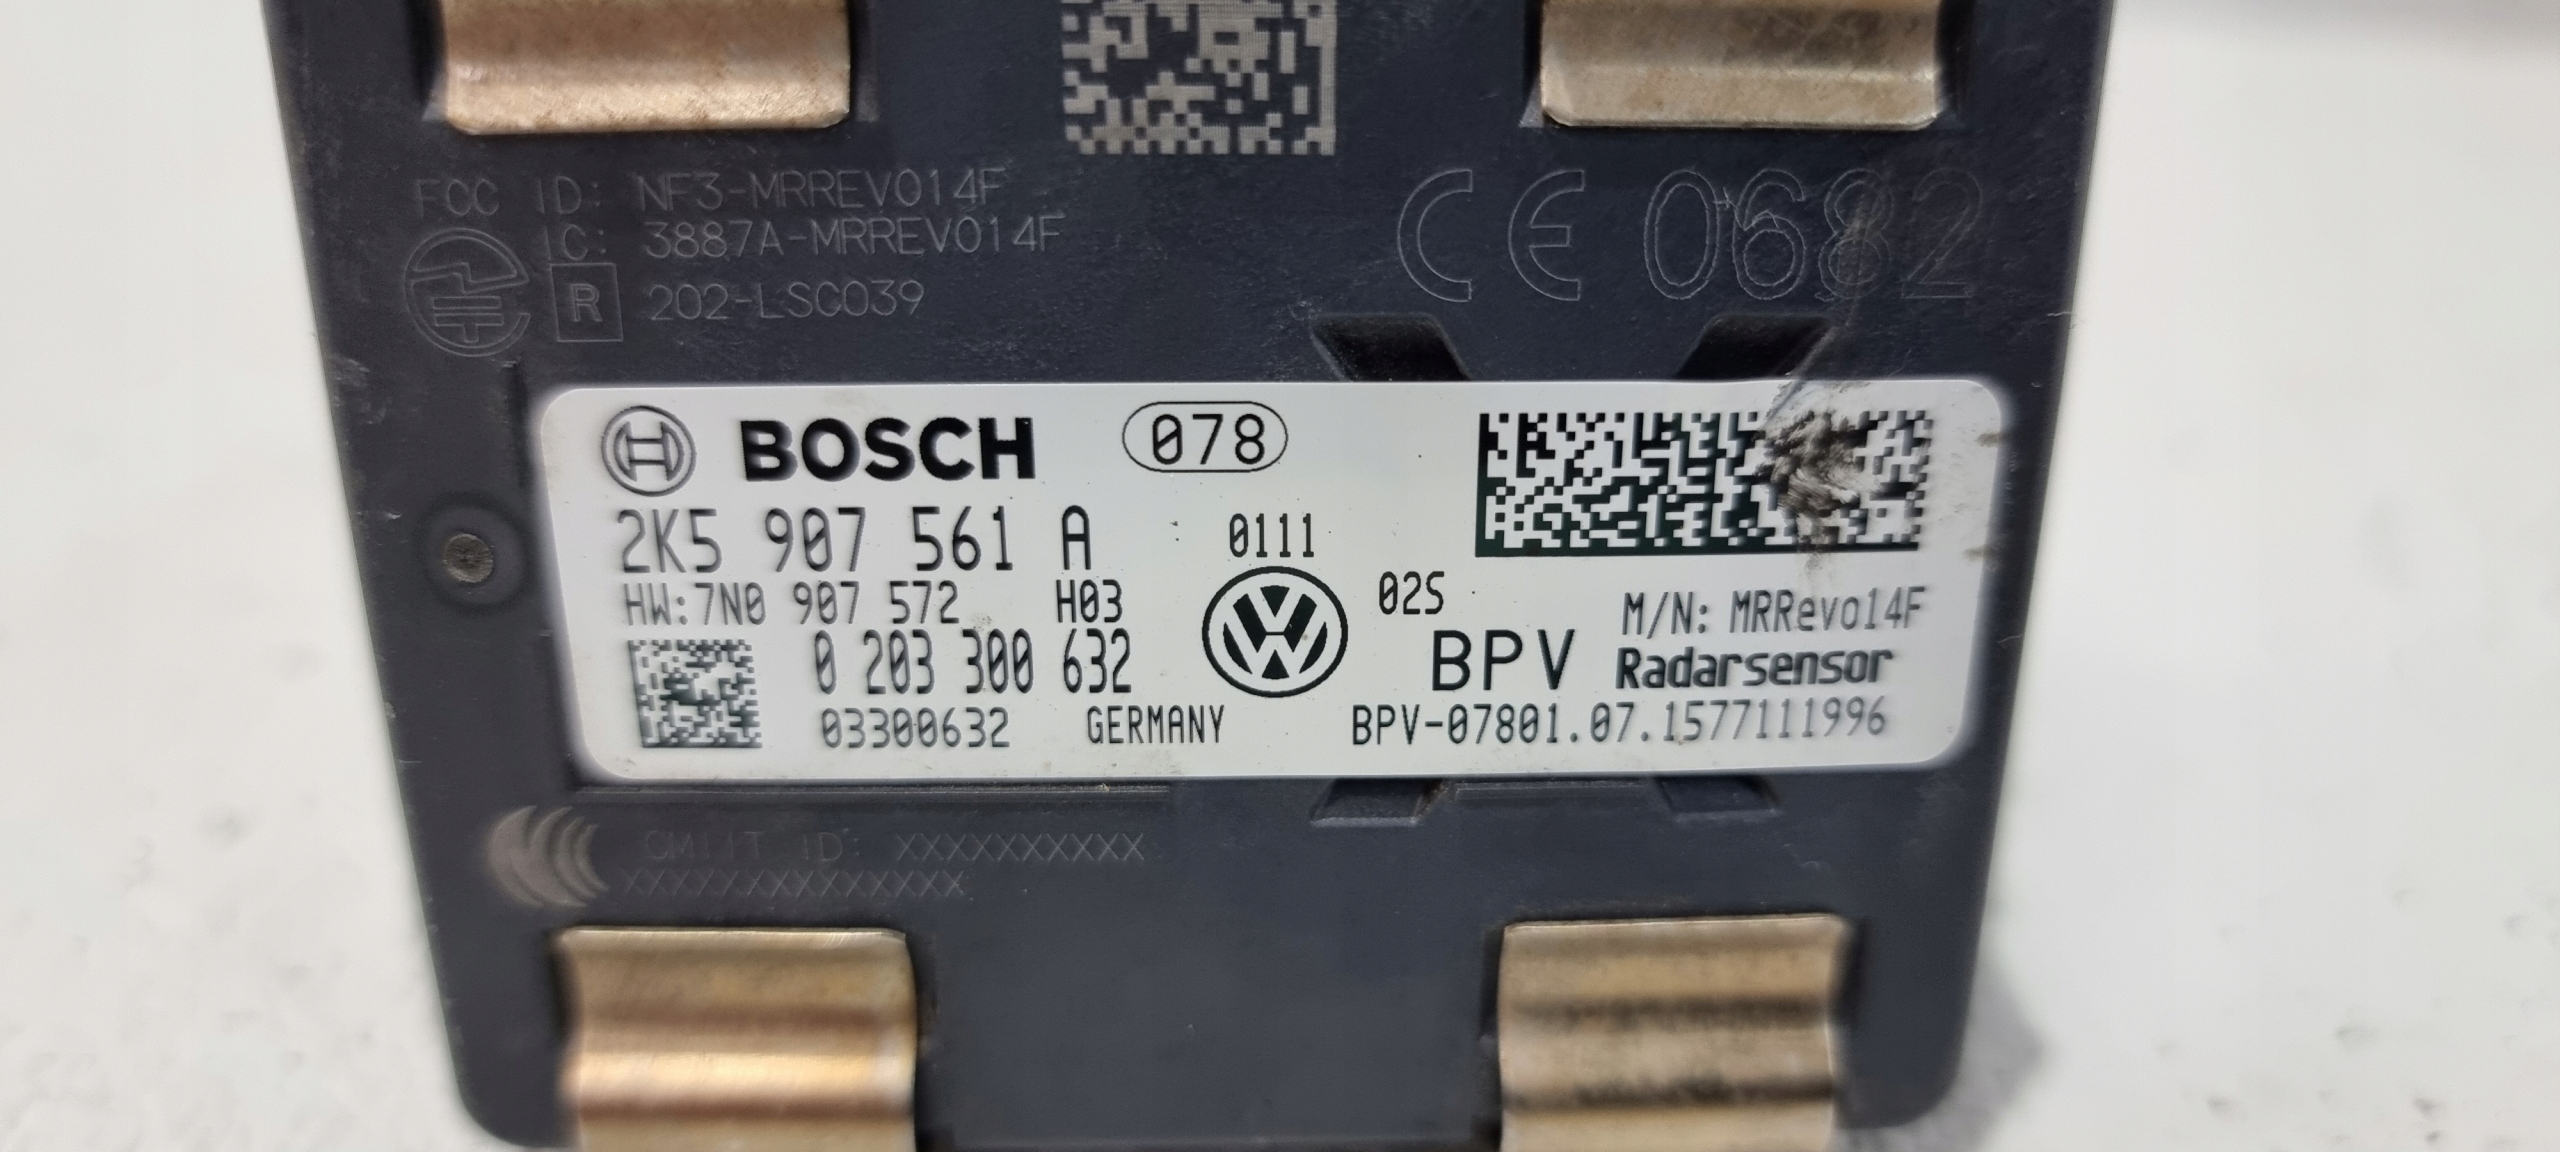 FCC ID: NF3-MRREVO14F
IC: 3887A-MRREVO14F
R 202-LSC039
CE 0682
BOSCH 078
2K5 907 561 A 0111
HW:7N0 907 572 H03 02S M/N: MRRevo14F
0 203 300 632 BPV Radarsensor
03300632 GERMANY BPV-07801.07.1577111996
CMIIT ID: XXXXXXXXXX
XXXXXXXXXXXXXX